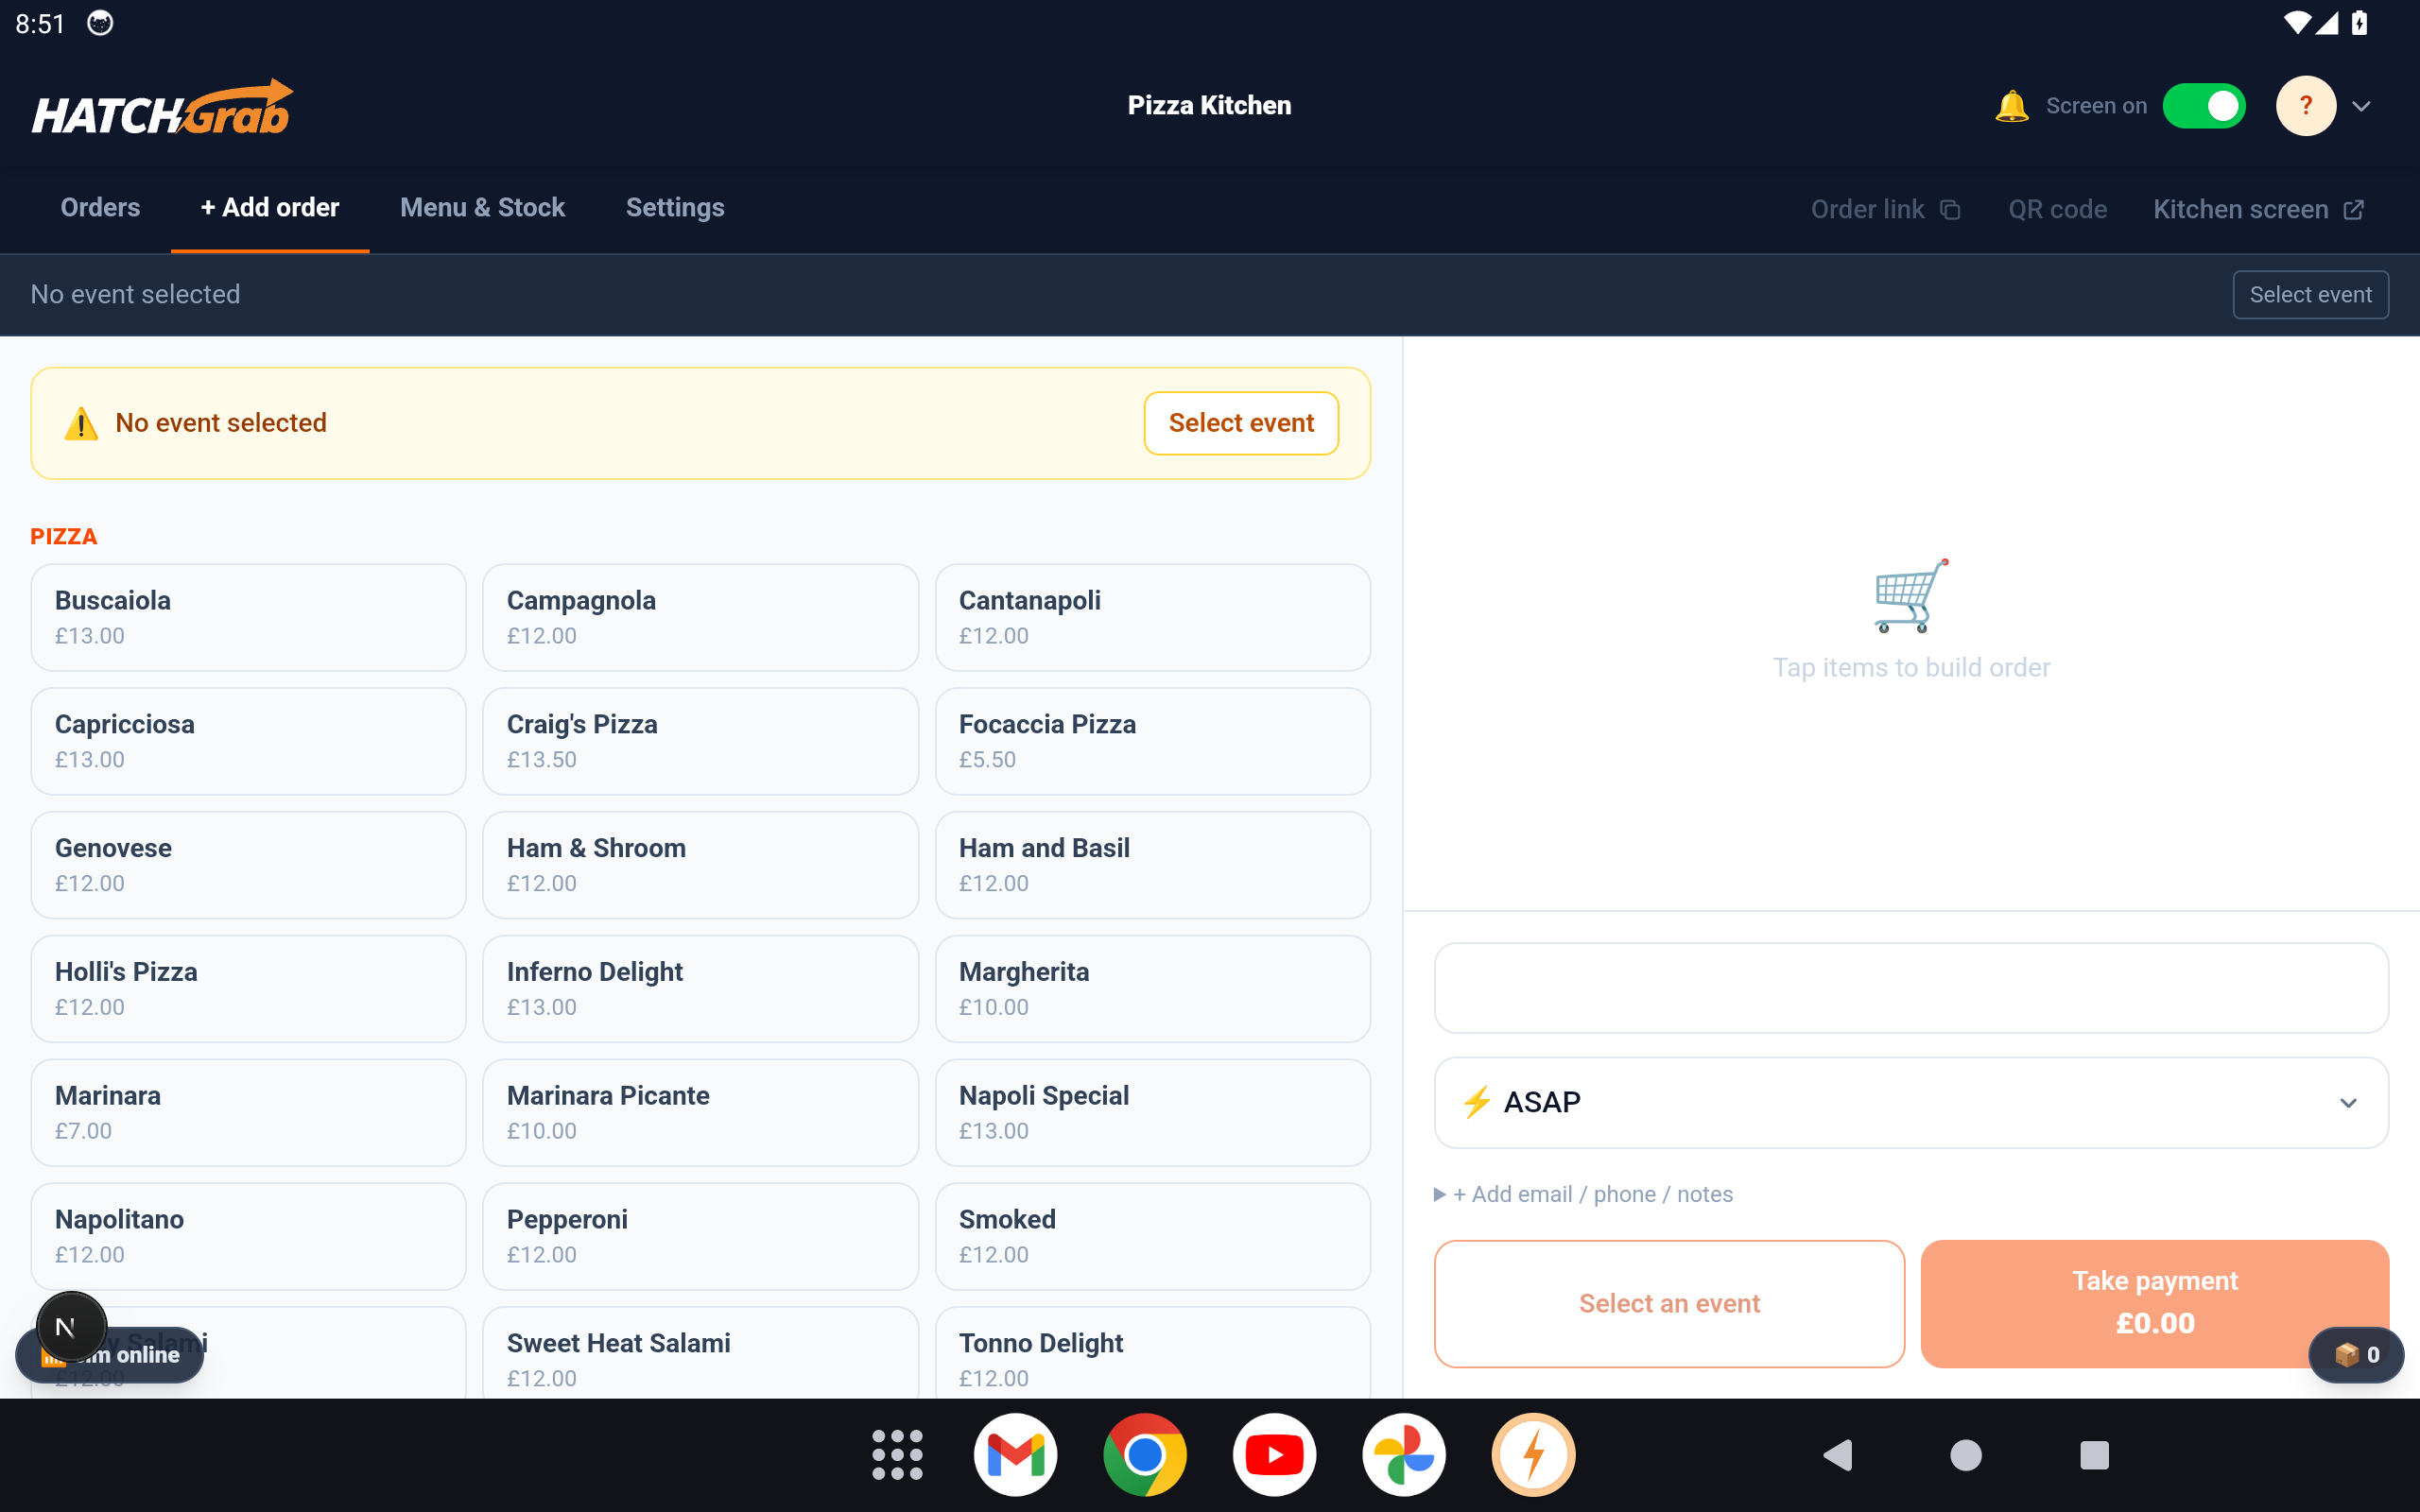 8:51
HATCHGrab
Pizza Kitchen
Screen on
?
Orders
+ Add order
Menu & Stock
Settings
Order link
QR code
Kitchen screen
No event selected
Select event
No event selected
Select event
Tap items to build order
PIZZA
Buscaiola
£13.00
Campagnola
£12.00
Cantanapoli
£12.00
Capricciosa
£13.00
Craig's Pizza
£13.50
Focaccia Pizza
£5.50
Genovese
£12.00
Ham & Shroom
£12.00
Ham and Basil
£12.00
Holli's Pizza
£12.00
Inferno Delight
£13.00
Margherita
£10.00
Marinara
£7.00
Marinara Picante
£10.00
Napoli Special
£13.00
Napolitano
£12.00
Pepperoni
£12.00
Smoked
£12.00
Salami
£12.00
Sweet Heat Salami
£12.00
Tonno Delight
£12.00
N
online
ASAP
+ Add email / phone / notes
Select an event
Take payment
£0.00
0